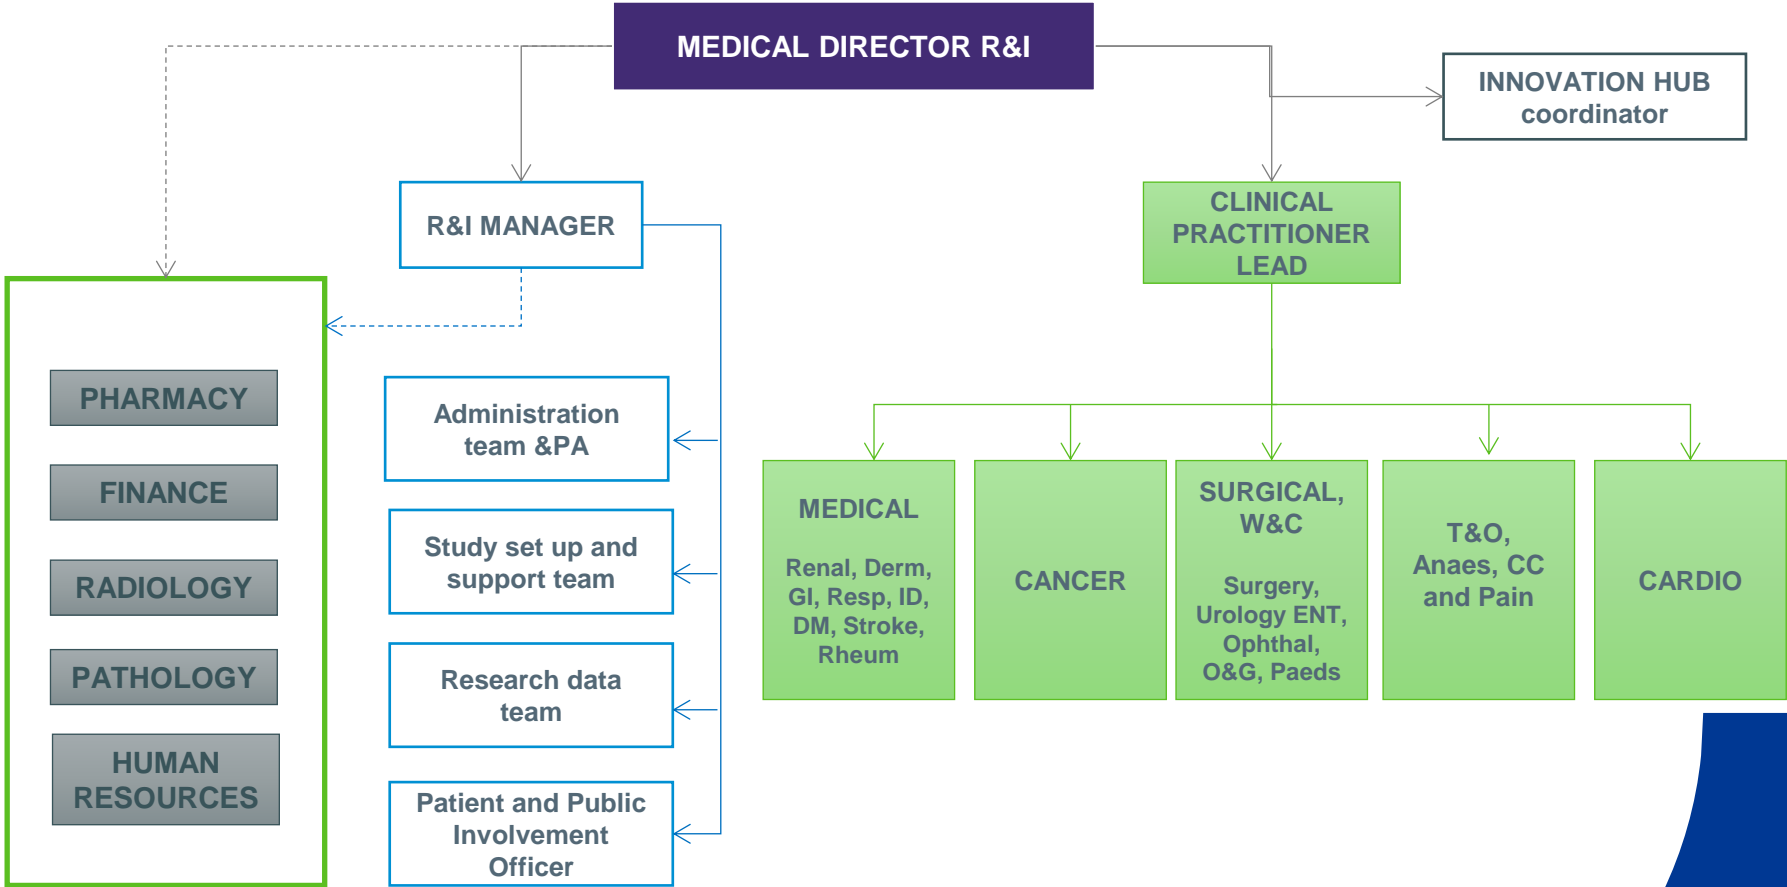 MEDICAL DIRECTOR R&I
INNOVATION HUB
coordinator
R&I MANAGER
CLINICAL
PRACTITIONER
LEAD
PHARMACY
FINANCE
RADIOLOGY
PATHOLOGY
HUMAN
RESOURCES
Administration
team &PA
Study set up and
support team
Research data
team
Patient and Public
Involvement
Officer
MEDICAL
Renal, Derm,
GI, Resp, ID,
DM, Stroke,
Rheum
CANCER
SURGICAL,
W&C
Surgery,
Urology ENT,
Ophthal,
O&G, Paeds
T&O,
Anaes, CC
and Pain
CARDIO